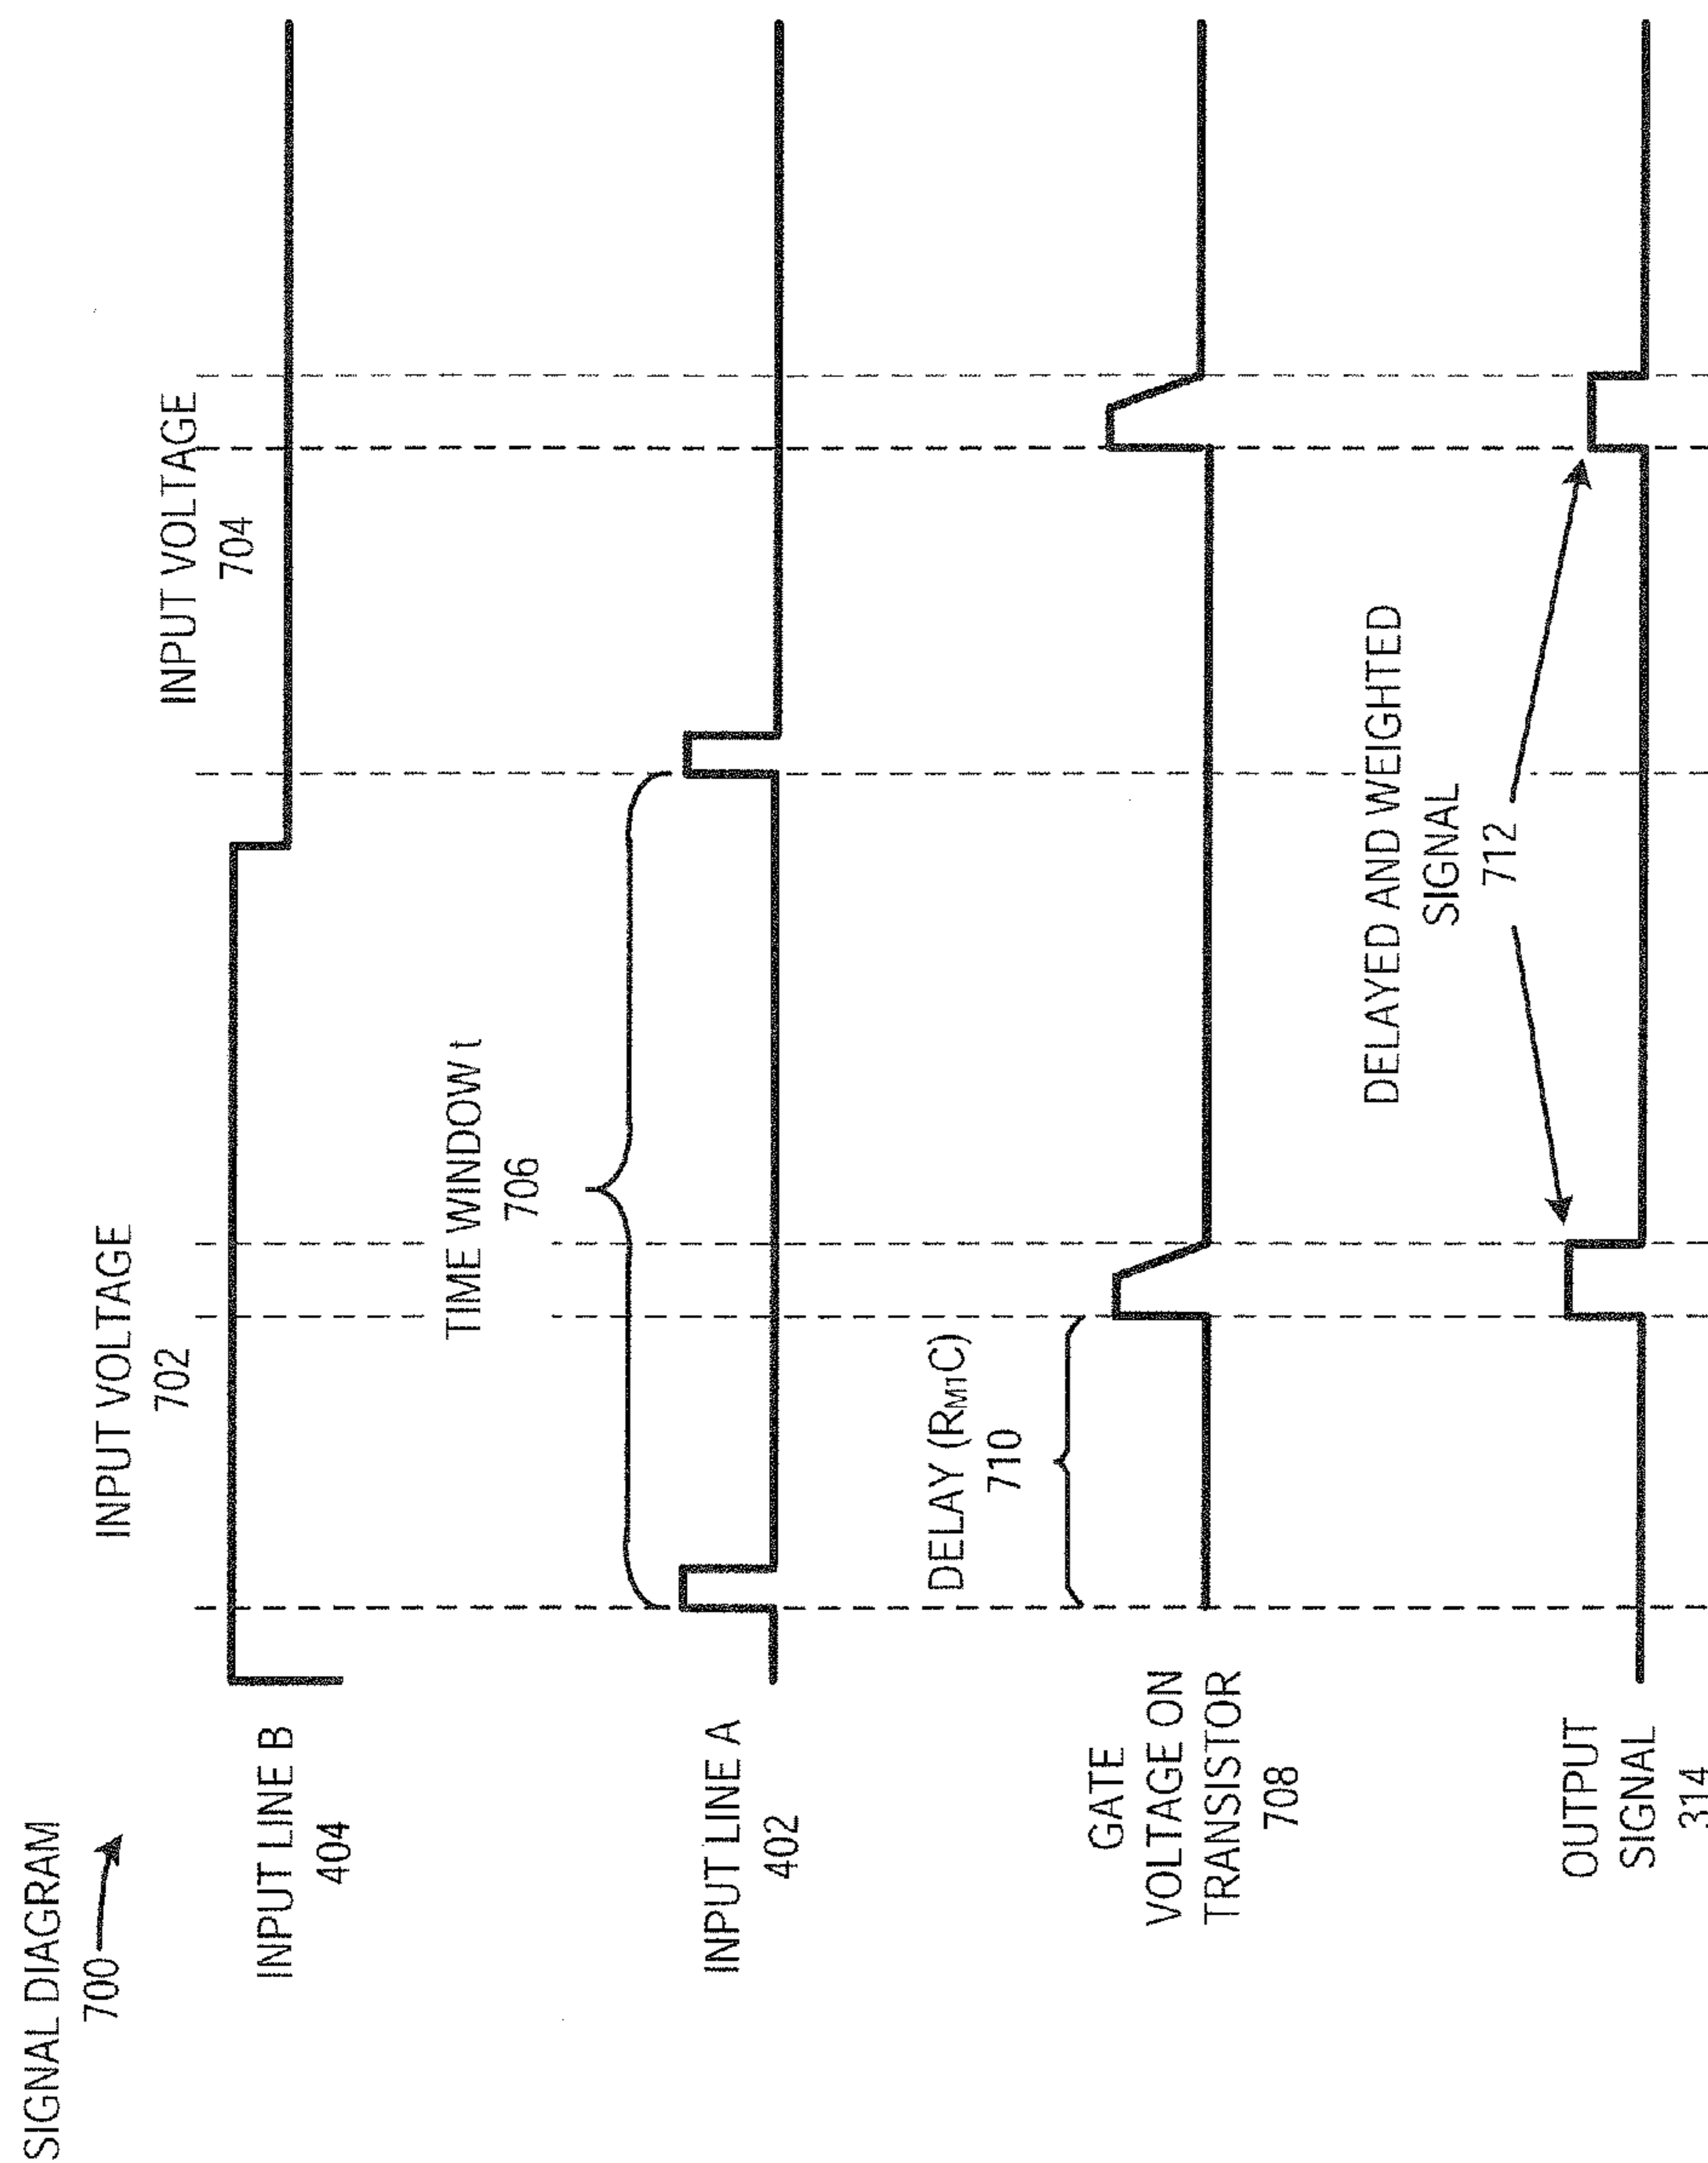 SIGNAL DIAGRAM
700
INPUT VOLTAGE
702
INPUT VOLTAGE
704
INPUT LINE B
404
TIME WINDOW t
706
INPUT LINE A
402
DELAY (RM1C)
710
GATE
VOLTAGE ON
TRANSISTOR
708
DELAYED AND WEIGHTED
SIGNAL
712
OUTPUT
SIGNAL
314